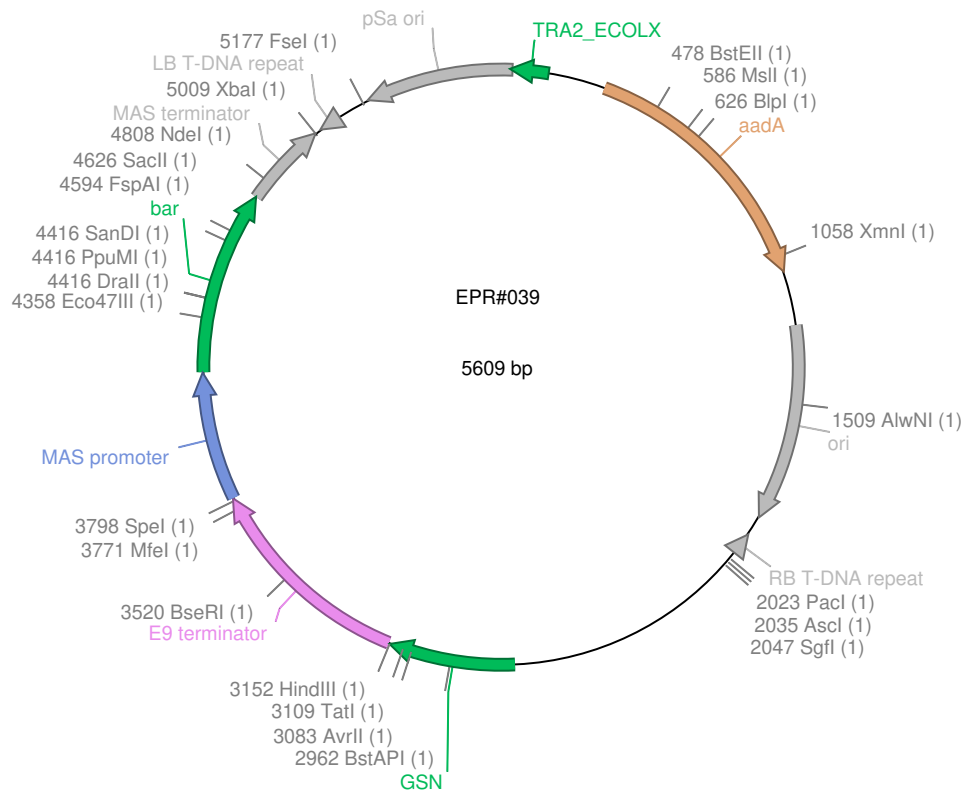 pSa ori
TRA2_ECOLX
5177 FseI (1)
LB T-DNA repeat
5009 XbaI (1)
MAS terminator
4808 NdeI (1)
4626 SacII (1)
4594 FspAI (1)
bar
4416 SanDI (1)
4416 PpuMI (1)
4416 DraII (1)
4358 Eco47III (1)
478 BstEII (1)
586 MslI (1)
626 BlpI (1)
aadA
1058 XmnI (1)
EPR#039
5609 bp
1509 AlwNI (1)
ori
MAS promoter
RB T-DNA repeat
2023 PacI (1)
2035 AscI (1)
2047 SgfI (1)
3798 SpeI (1)
3771 MfeI (1)
3520 BseRI (1)
E9 terminator
3152 HindIII (1)
3109 TatI (1)
3083 AvrII (1)
2962 BstAPI (1)
GSN